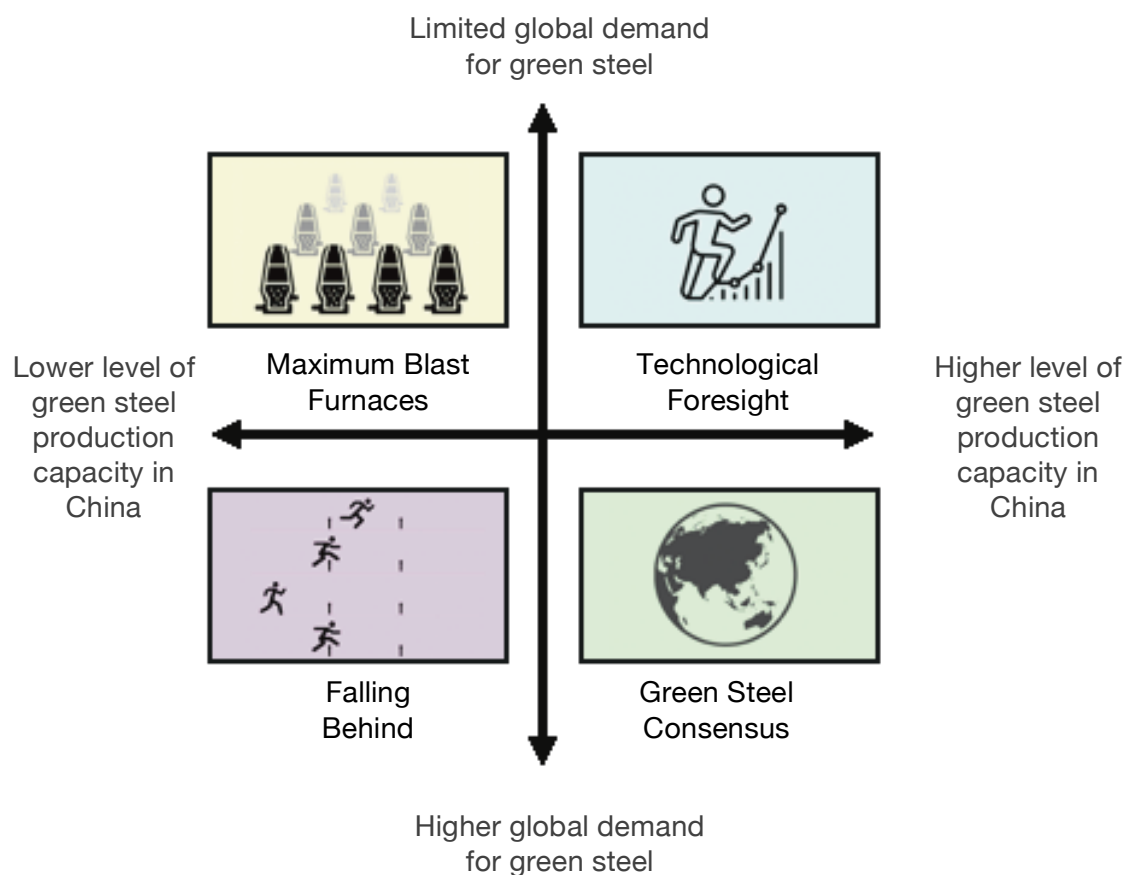 Limited global demand
for green steel
Maximum Blast
Furnaces
Technological
Foresight
Lower level of
green steel
production
capacity in
China
Higher level of
green steel
production
capacity in
China
Falling
Behind
Green Steel
Consensus
Higher global demand
for green steel